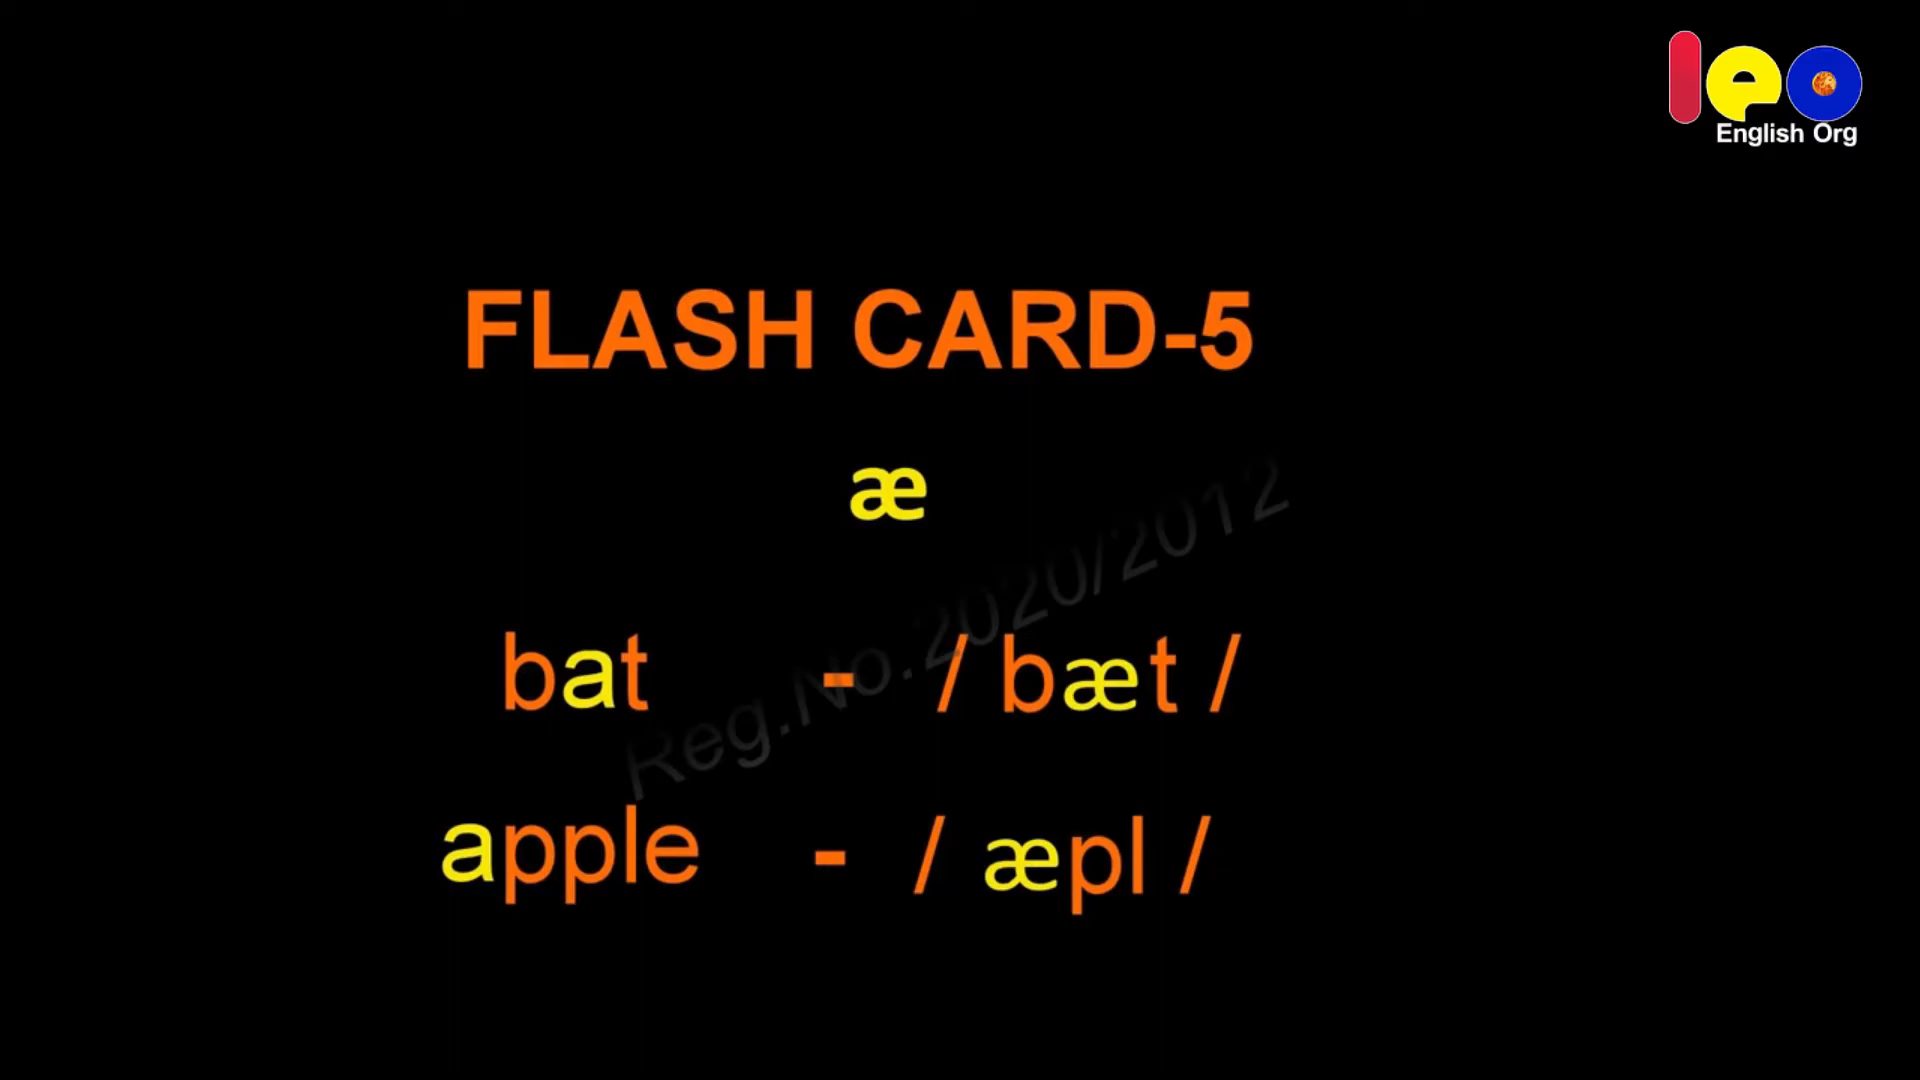 leo
English Org
FLASH CARD-5
æ
Reg.No.2020/2012
bat - / bæt /
apple - / æpl /